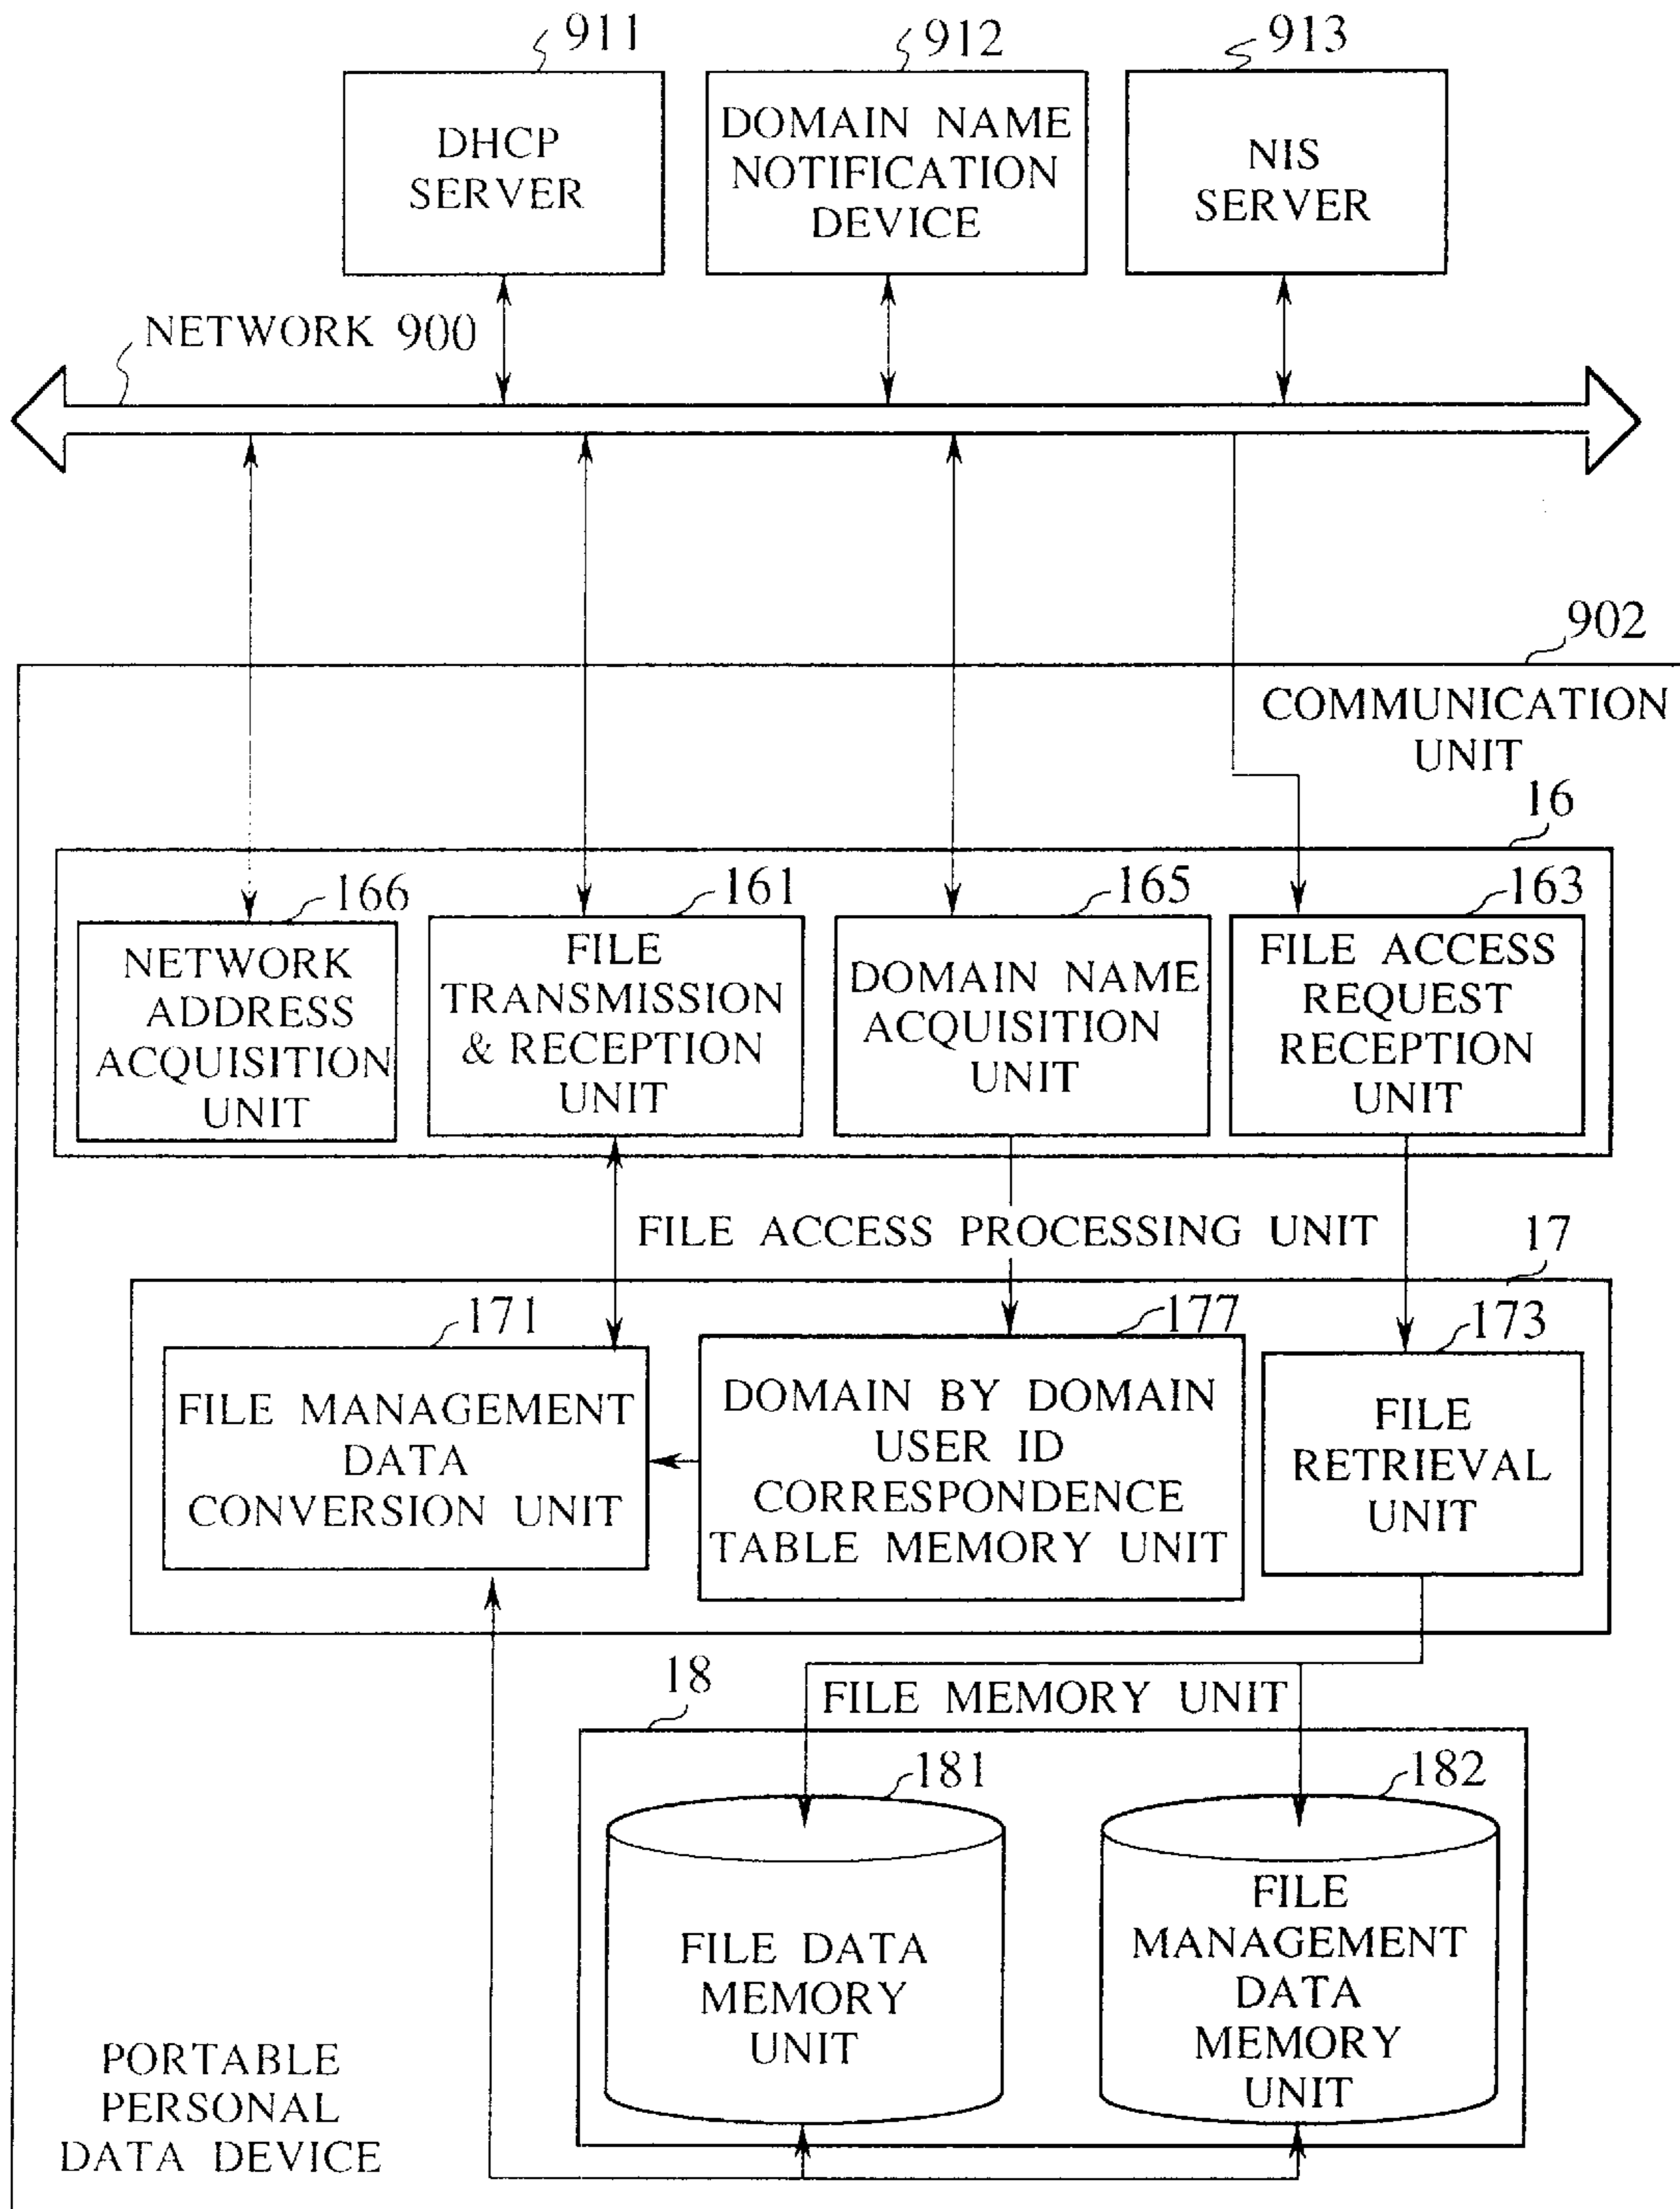 911
912
913
DHCP
SERVER
DOMAIN NAME
NOTIFICATION
DEVICE
NIS
SERVER
NETWORK 900
902
COMMUNICATION
UNIT
16
166
161
165
163
NETWORK
ADDRESS
ACQUISITION
UNIT
FILE
TRANSMISSION
& RECEPTION
UNIT
DOMAIN NAME
ACQUISITION
UNIT
FILE ACCESS
REQUEST
RECEPTION
UNIT
FILE ACCESS PROCESSING UNIT
17
171
177
173
FILE MANAGEMENT
DATA
CONVERSION UNIT
DOMAIN BY DOMAIN
USER ID
CORRESPONDENCE
TABLE MEMORY UNIT
FILE
RETRIEVAL
UNIT
18
FILE MEMORY UNIT
181
182
FILE DATA
MEMORY
UNIT
FILE
MANAGEMENT
DATA
MEMORY
UNIT
PORTABLE
PERSONAL
DATA DEVICE